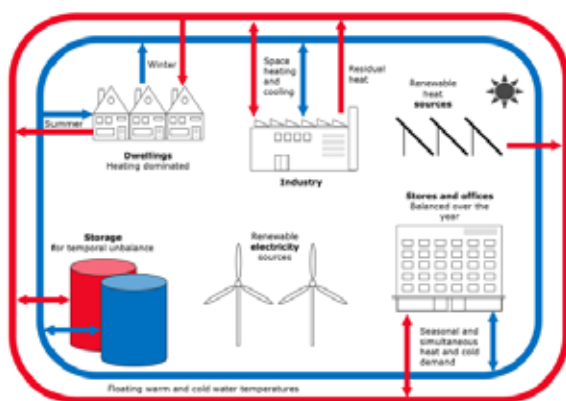 Winter
Summer
Dwellings
Heating dominated
Space
heating
and
cooling
Residual
heat
Industry
Renewable
heat
sources
Storage
for temporal unbalance
Renewable
electricity
sources
Stores and offices
Balanced over the
year
Seasonal and
simultaneous
heat and cold
demand
Floating warm and cold water temperatures